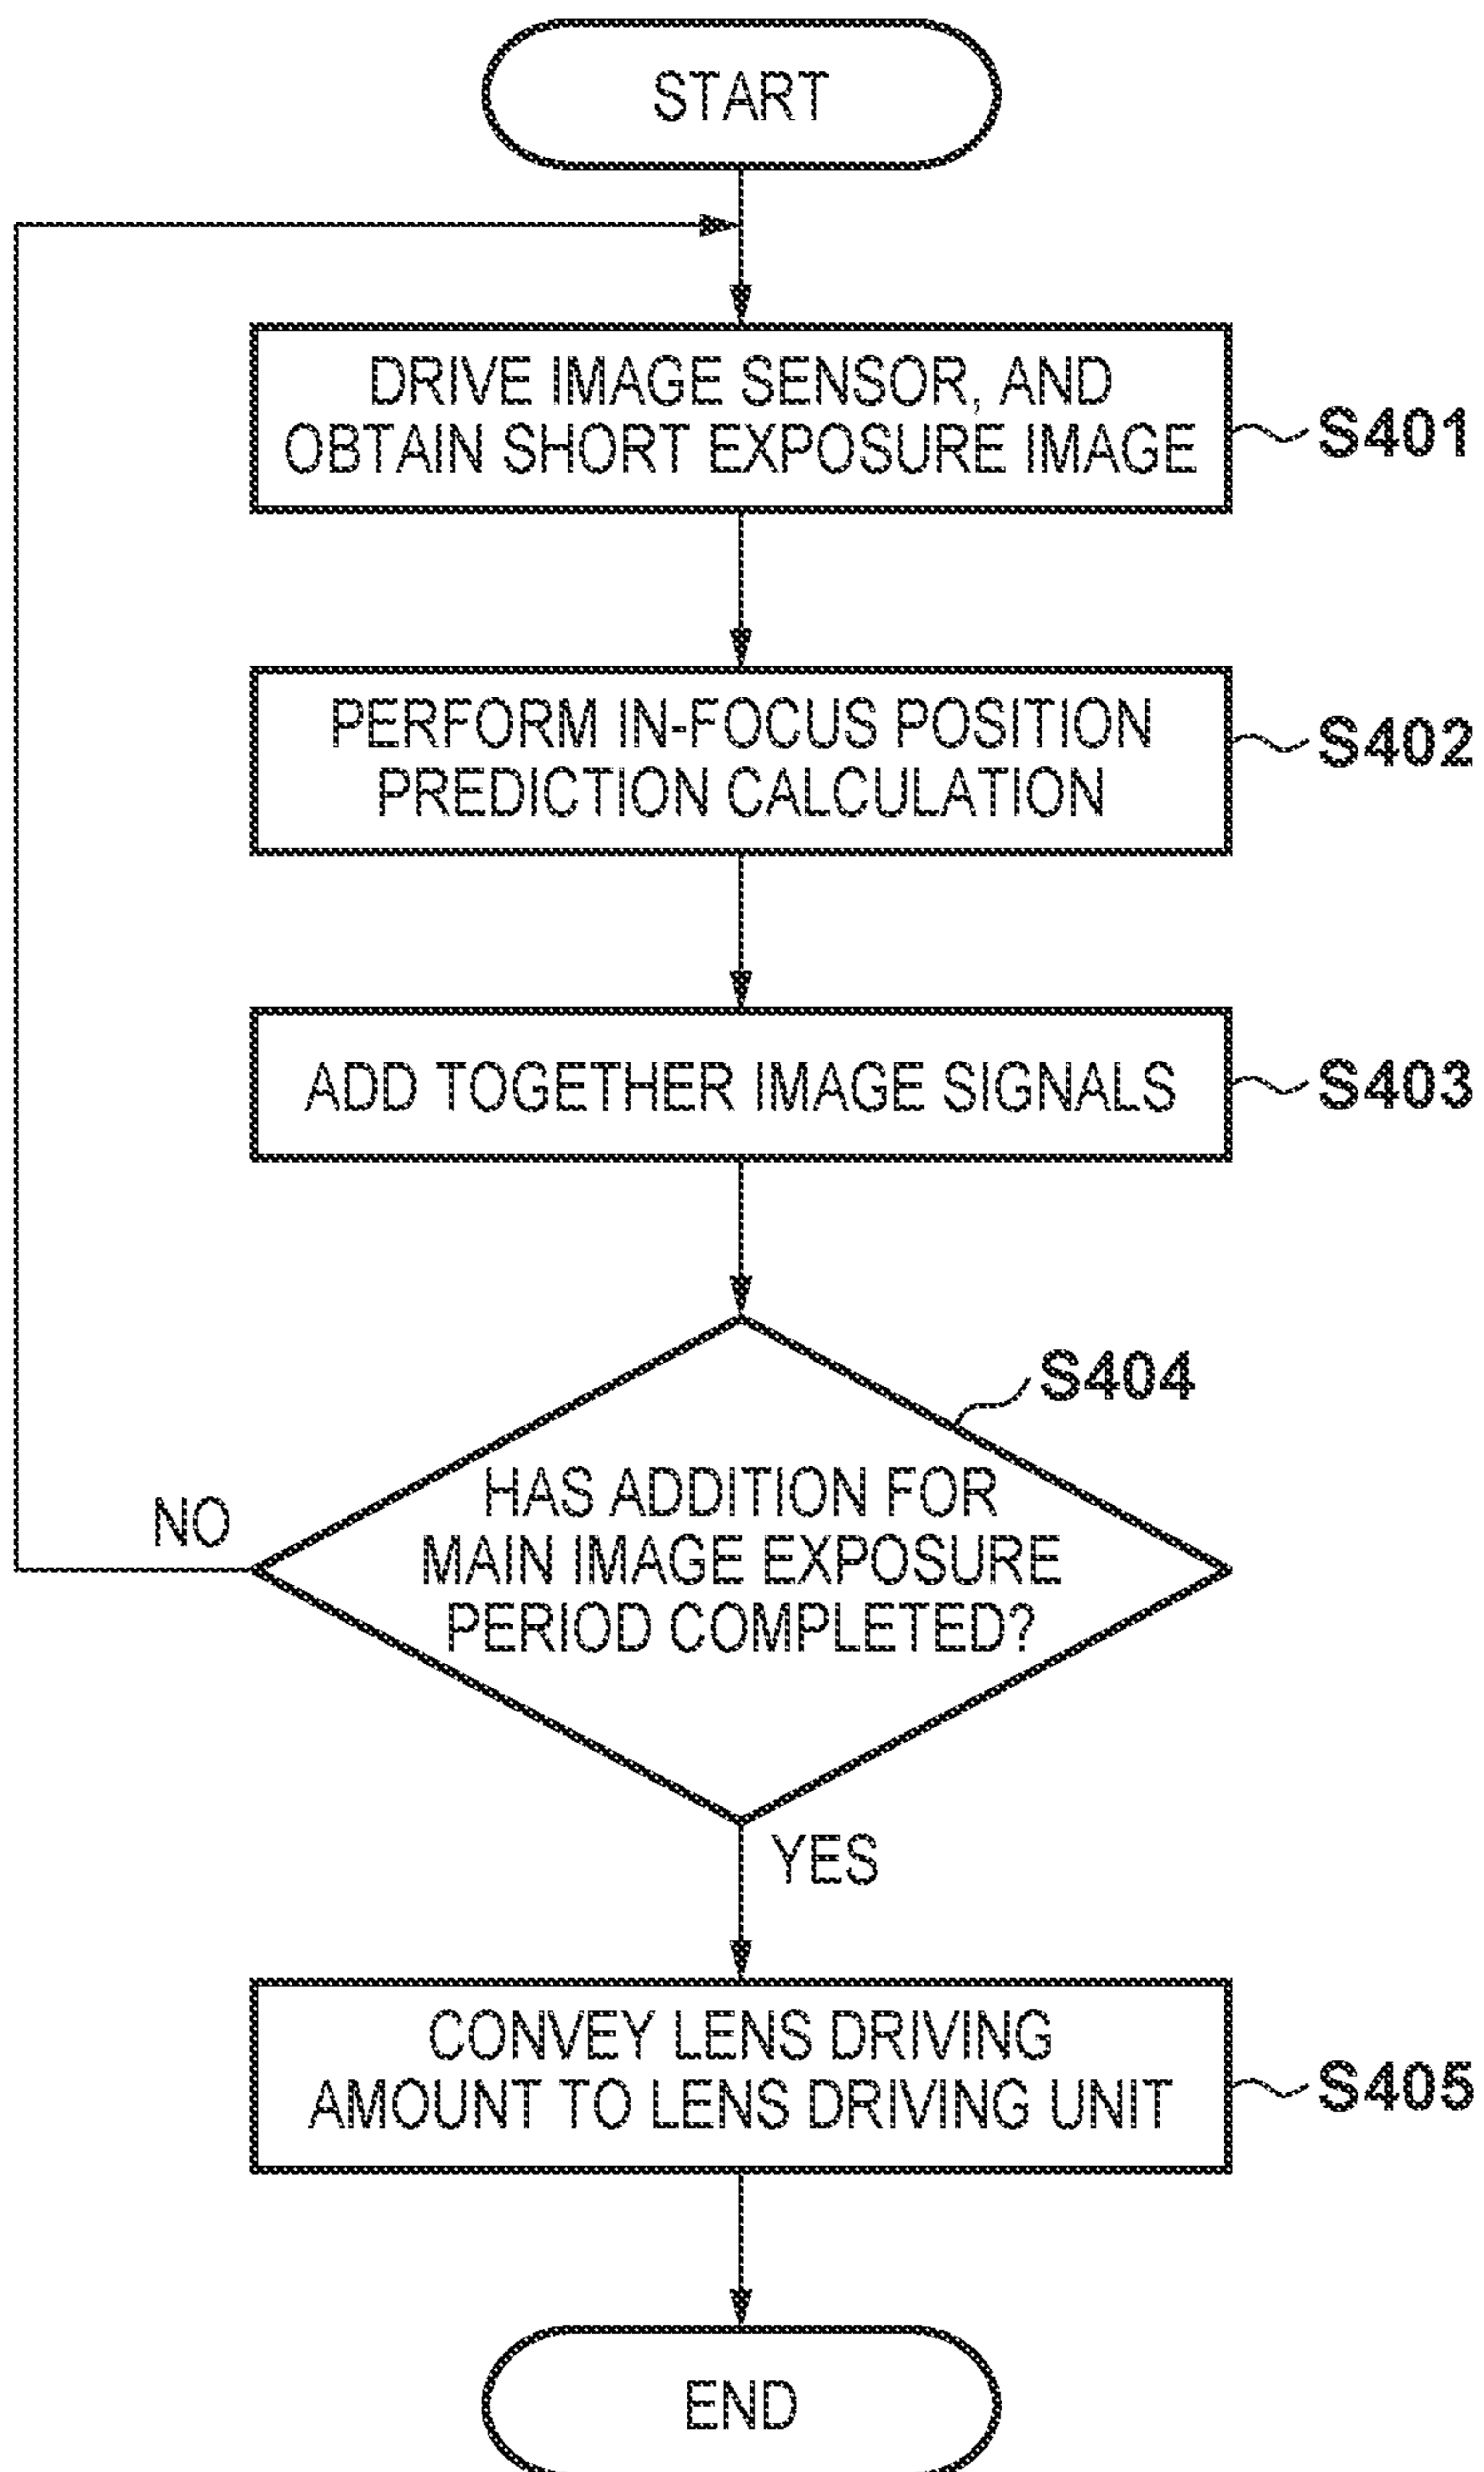 START
DRIVE IMAGE SENSOR, AND
OBTAIN SHORT EXPOSURE IMAGE
S401
PERFORM IN-FOCUS POSITION
PREDICTION CALCULATION
S402
ADD TOGETHER IMAGE SIGNALS
S403
S404
HAS ADDITION FOR
MAIN IMAGE EXPOSURE
PERIOD COMPLETED?
NO
YES
CONVEY LENS DRIVING
AMOUNT TO LENS DRIVING UNIT
S405
END